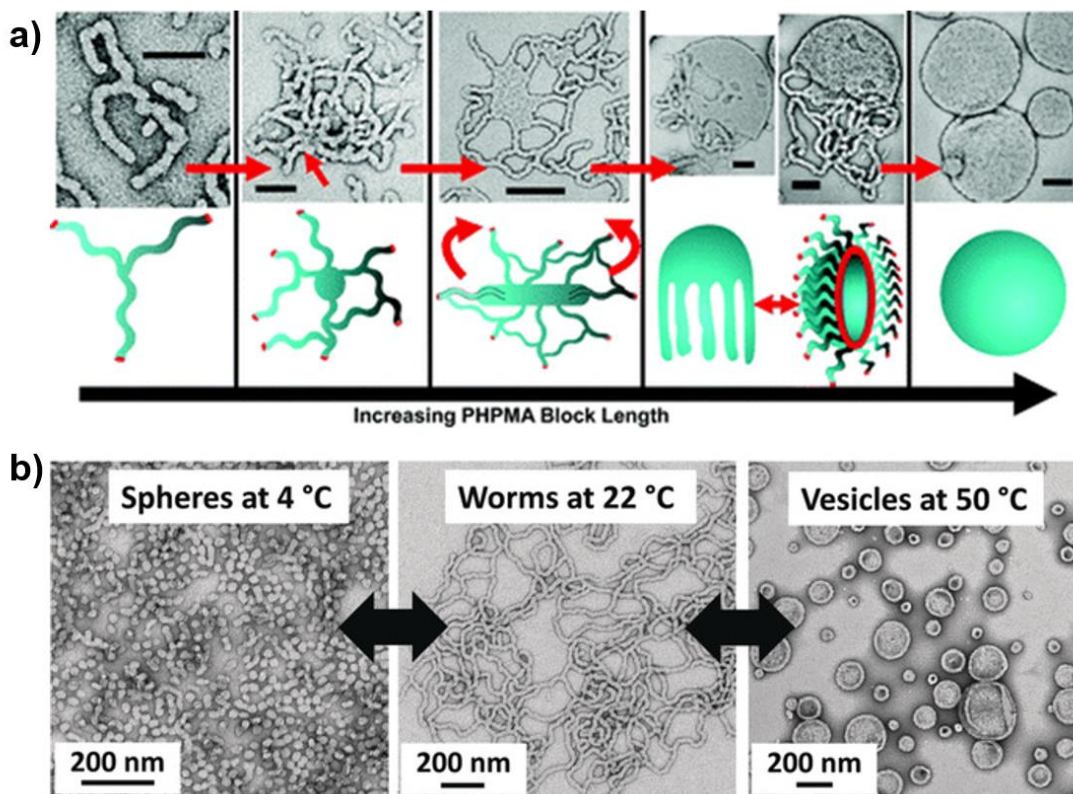 a)
Increasing PHPMA Block Length
b)
Spheres at 4 °C
Worms at 22 °C
Vesicles at 50 °C
200 nm
200 nm
200 nm